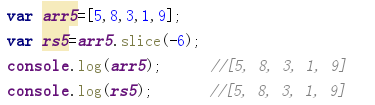 var arr5=[5,8,3,1,9];
var rs5=arr5.slice(-6);
console.log(arr5); //[5, 8, 3, 1, 9]
console.log(rs5); //[5, 8, 3, 1, 9]